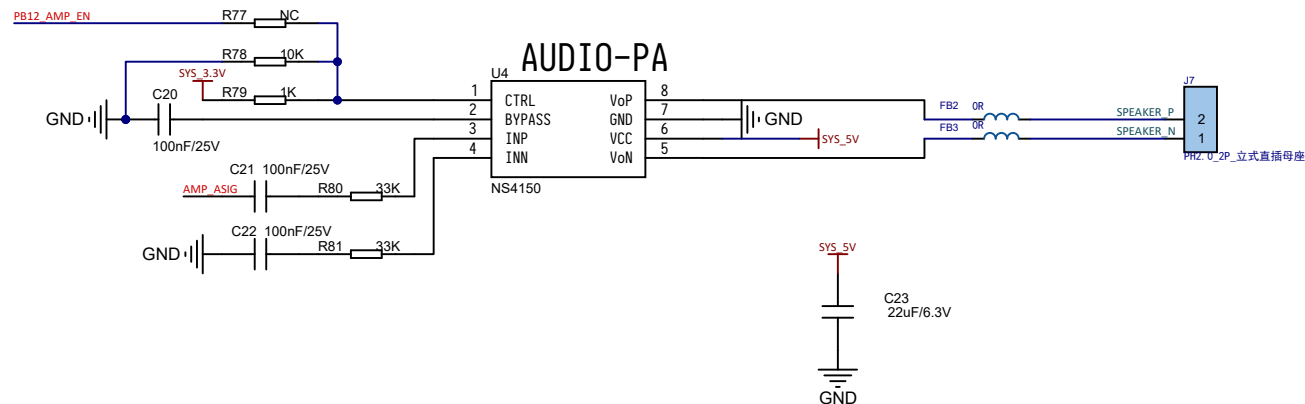 PB12_AMP_EN
R77 NC
AUDIO-PA
R78 10K
SYS_3.3V
U4
J7
R79 1K
C20
1 CTRL VoP 8
FB2 0R
SPEAKER_P
GND
2 BYPASS GND 7
GND
2
100nF/25V
3 INP VCC 6
SYS_5V
FB3 0R
SPEAKER_N
1
4 INN VoN 5
PH2.0_2P_立式直插母座
C21 100nF/25V
AMP_ASIG
R80 33K
NS4150
C22 100nF/25V
GND
R81 33K
SYS_5V
C23
22uF/6.3V
GND